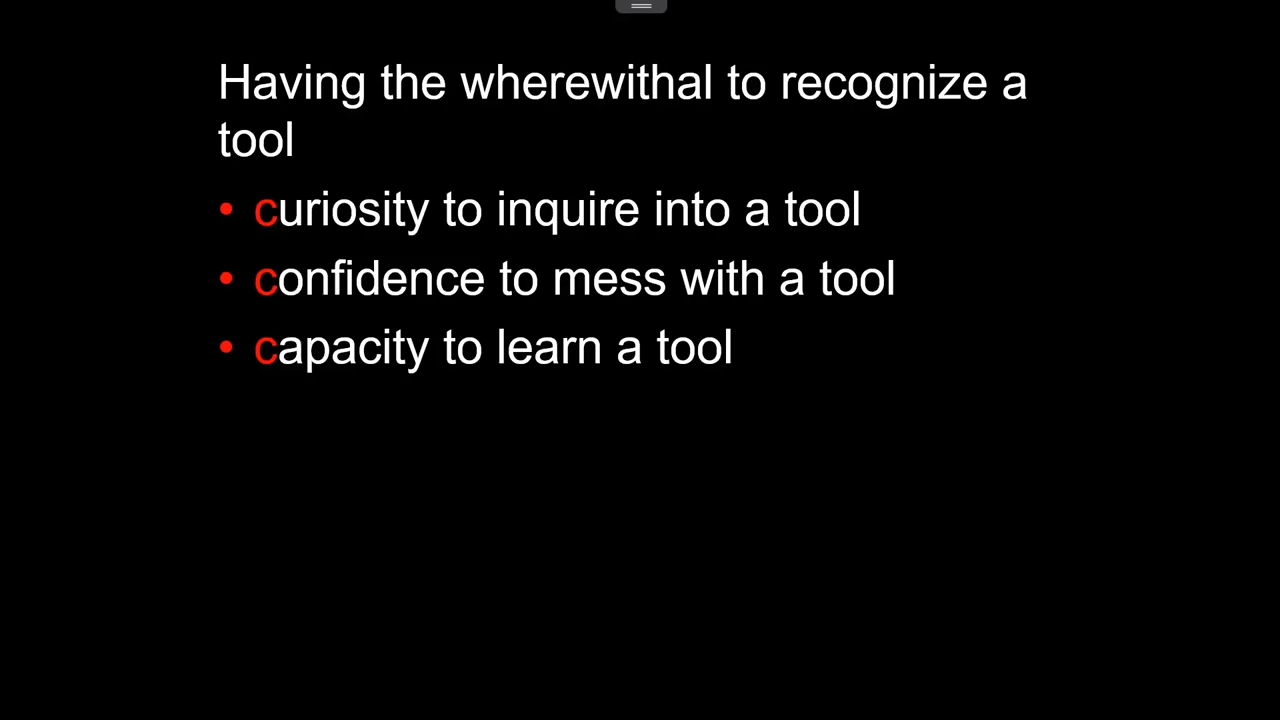 Having the wherewithal to recognize a
tool
• curiosity to inquire into a tool
• confidence to mess with a tool
• capacity to learn a tool